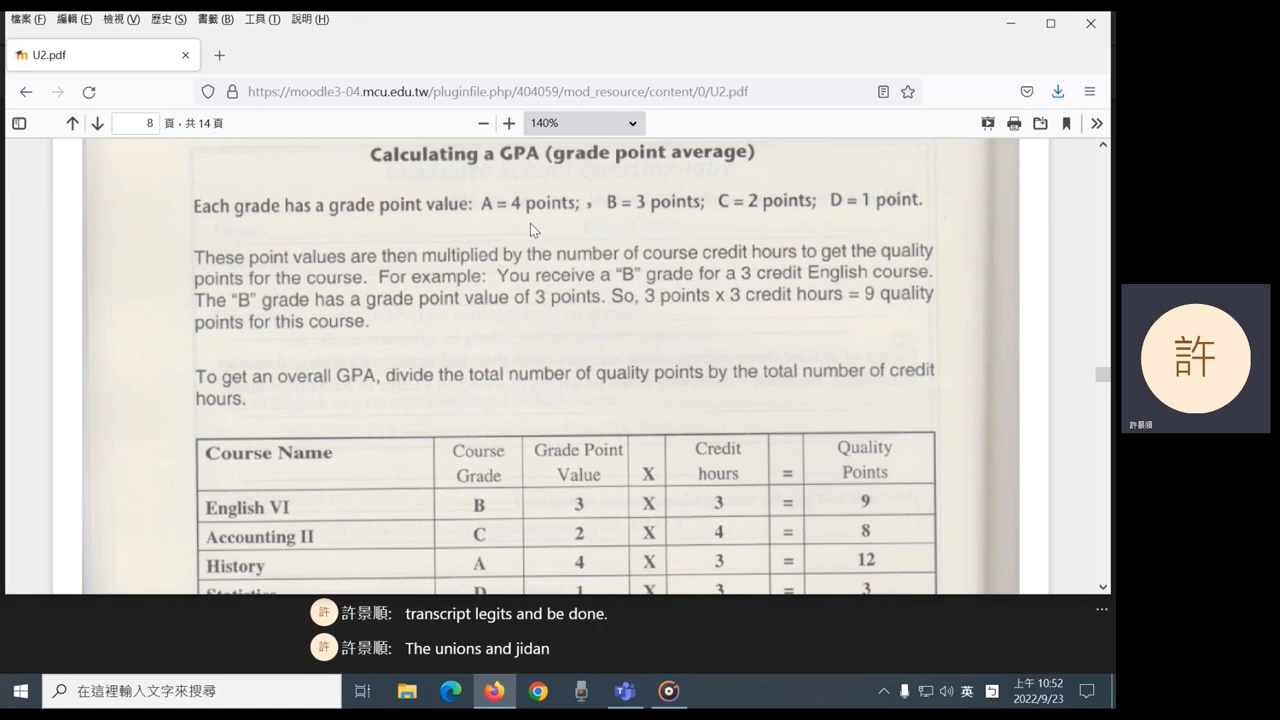 檔案(F) 編輯(E) 檢視(V) 歷史(S) 書籤(B) 工具(T) 說明(H)
U2.pdf
https://moodle3-04.mcu.edu.tw/pluginfile.php/404059/mod_resource/content/0/U2.pdf
8 頁，共 14 頁
140%
Calculating a GPA (grade point average)
Each grade has a grade point value: A = 4 points; , B = 3 points; C = 2 points; D = 1 point.
These point values are then multiplied by the number of course credit hours to get the quality
points for the course. For example: You receive a “B” grade for a 3 credit English course.
The “B” grade has a grade point value of 3 points. So, 3 points x 3 credit hours = 9 quality
points for this course.
To get an overall GPA, divide the total number of quality points by the total number of credit
hours.
Course Name Course Grade Grade Point Value X Credit hours = Quality Points
English VI B 3 X 3 = 9
Accounting II C 2 X 4 = 8
History A 4 X 3 = 12
Statistics D 1 X 3 = 3
許
許景順
許 許景順: transcript legits and be done.
許 許景順: The unions and jidan
在這裡輸入文字來搜尋
英
上午 10:52
2022/9/23